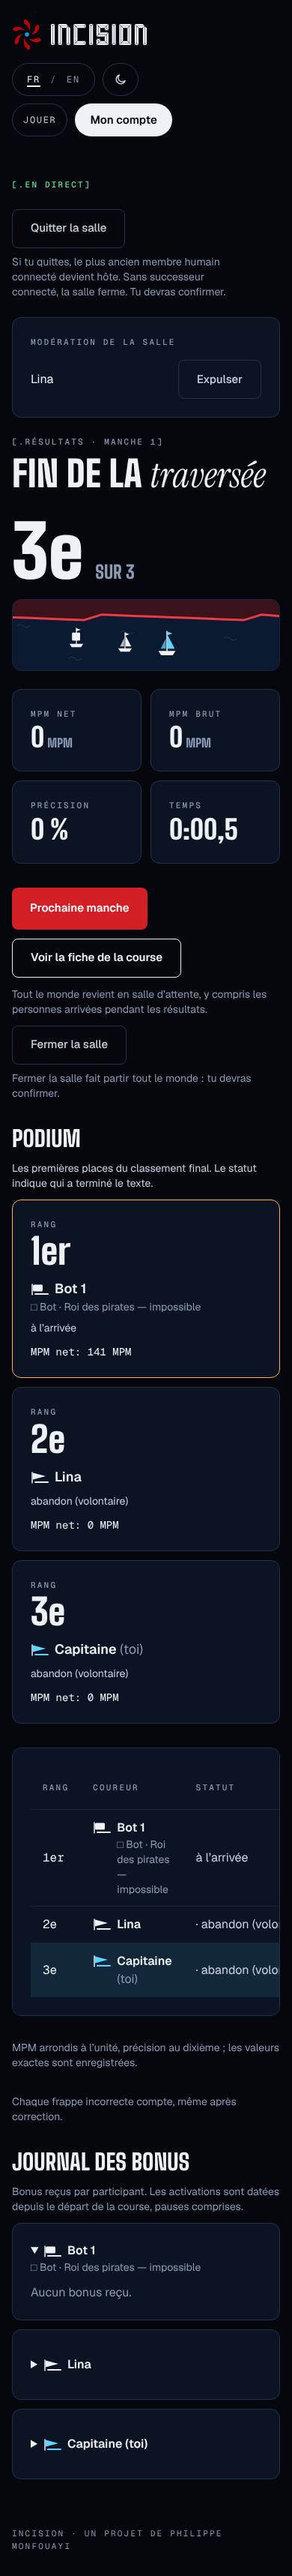 INCISION
FR / EN
JOUER
Mon compte
[.EN DIRECT]
Quitter la salle
Si tu quittes, le plus ancien membre humain
connecté devient hôte. Sans successeur
connecté, la salle ferme. Tu devras confirmer.
MODÉRATION DE LA SALLE
Lina
Expulser
[.RÉSULTATS · MANCHE 1]
FIN DE LA traversée
3e SUR 3
MPM NET
0 MPM
MPM BRUT
0 MPM
PRÉCISION
0 %
TEMPS
0:00,5
Prochaine manche
Voir la fiche de la course
Tout le monde revient en salle d'attente, y compris les
personnes arrivées pendant les résultats.
Fermer la salle
Fermer la salle fait partir tout le monde : tu devras
confirmer.
PODIUM
Les premières places du classement final. Le statut
indique qui a terminé le texte.
RANG
1er
Bot 1
□ Bot · Roi des pirates — impossible
à l'arrivée
MPM net: 141 MPM
RANG
2e
Lina
abandon (volontaire)
MPM net: 0 MPM
RANG
3e
Capitaine (toi)
abandon (volontaire)
MPM net: 0 MPM
RANG COUREUR STATUT
1er
Bot 1
□ Bot · Roi
des pirates
—
impossible
à l'arrivée
2e Lina · abandon (volo
3e Capitaine
(toi)
· abandon (volo
MPM arrondis à l'unité, précision au dixième ; les valeurs
exactes sont enregistrées.
Chaque frappe incorrecte compte, même après
correction.
JOURNAL DES BONUS
Bonus reçus par participant. Les activations sont datées
depuis le départ de la course, pauses comprises.
▼ Bot 1
□ Bot · Roi des pirates — impossible
Aucun bonus reçu.
▶ Lina
▶ Capitaine (toi)
INCISION · UN PROJET DE PHILIPPE
MONFOUAYI